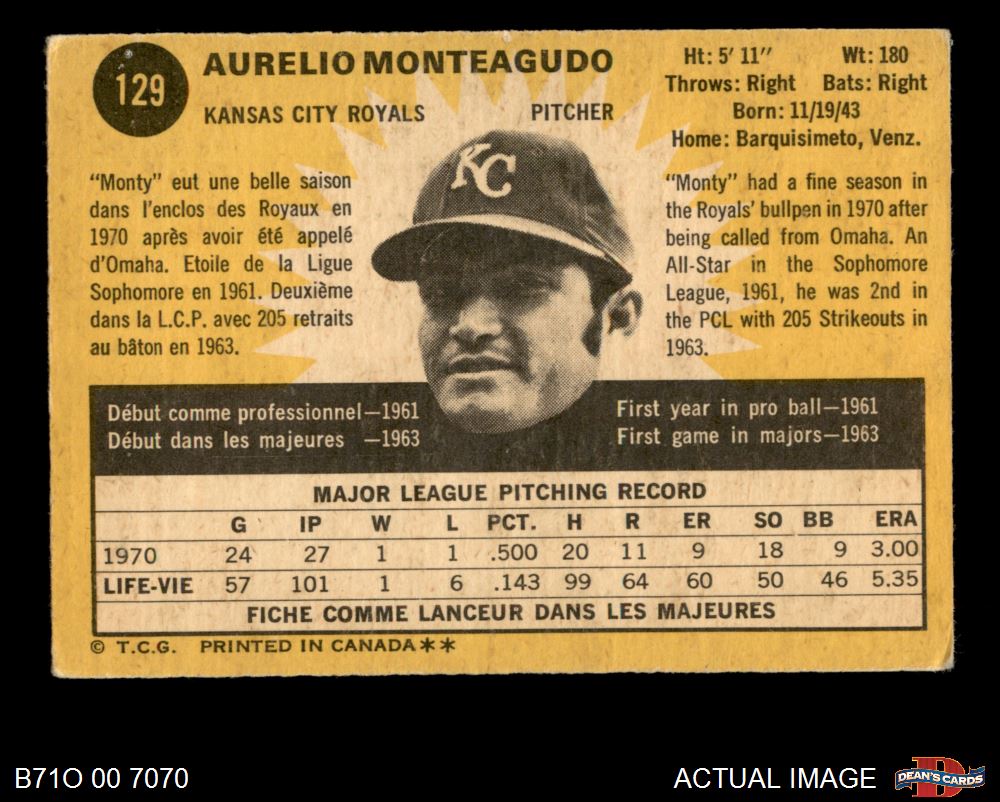 129
AURELIO MONTEAGUDO
KANSAS CITY ROYALS PITCHER
Ht: 5' 11" Wt: 180
Throws: Right Bats: Right
Born: 11/19/43
Home: Barquisimeto, Venz.
KC
"Monty" eut une belle saison
dans l'enclos des Royaux en
1970 après avoir été appelé
d'Omaha. Etoile de la Ligue
Sophomore en 1961. Deuxième
dans la L.C.P. avec 205 retraits
au bâton en 1963.
"Monty" had a fine season in
the Royals' bullpen in 1970 after
being called from Omaha. An
All-Star in the Sophomore
League, 1961, he was 2nd in
the PCL with 205 Strikeouts in
1963.
Début comme professionnel—1961
Début dans les majeures —1963
First year in pro ball—1961
First game in majors—1963
MAJOR LEAGUE PITCHING RECORD
G IP W L PCT. H R ER SO BB ERA
1970 24 27 1 1 .500 20 11 9 18 9 3.00
LIFE-VIE 57 101 1 6 .143 99 64 60 50 46 5.35
FICHE COMME LANCEUR DANS LES MAJEURES
© T.C.G. PRINTED IN CANADA**
B71O 00 7070
ACTUAL IMAGE
DEAN'S CARDS